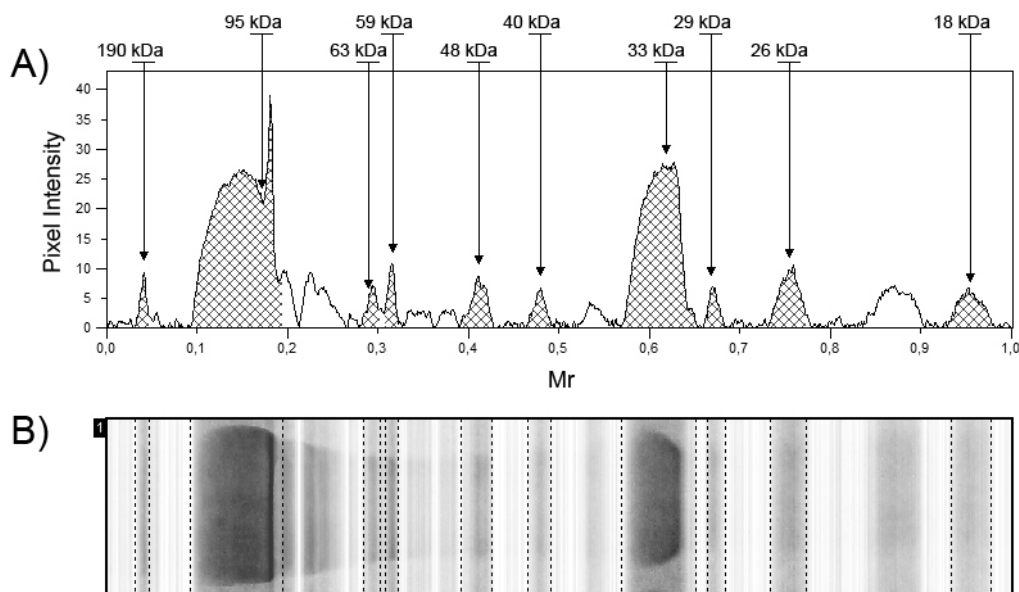 95 kDa 59 kDa 40 kDa 29 kDa 18 kDa
190 kDa 63 kDa 48 kDa 33 kDa 26 kDa
A)
Pixel Intensity
40
35
30
25
20
15
10
5
0
0,0 0,1 0,2 0,3 0,4 0,5 0,6 0,7 0,8 0,9 1,0
Mr
B)
1